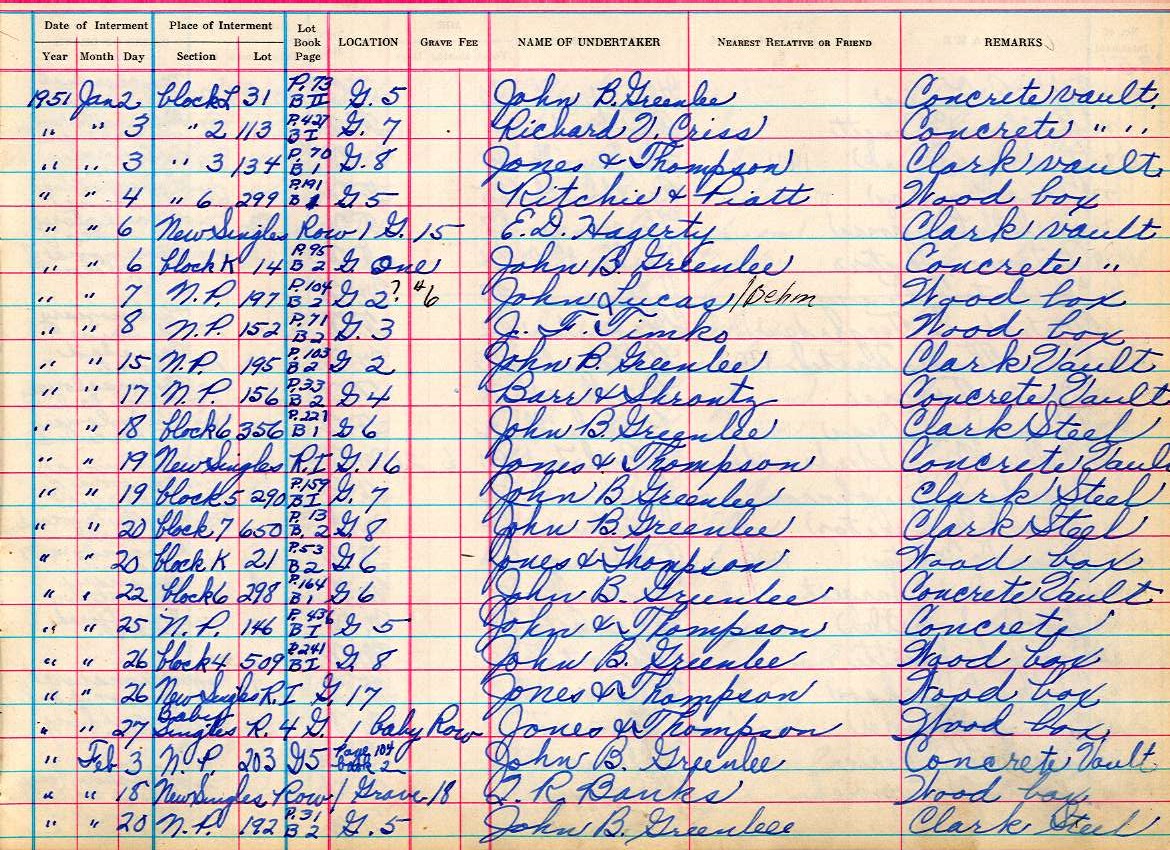 Date of Interment Place of Interment Lot Book Page LOCATION GRAVE FEE NAME OF UNDERTAKER NEAREST RELATIVE OR FRIEND REMARKS
Year Month Day Section Lot
1951 Jan 2 block L 31 P. 73 B II G. 5 John B. Greenlee Concrete vault
" " 3 " 2 113 P. 427 B I G. 7 Richard V. Criss Concrete " "
" " 3 " 3 134 P. 70 B 1 G. 8 Jones & Thompson Clark vault
" " 4 " 6 299 P. 191 B 1 G 5 Ritchie & Piatt Wood box
" " 6 New Singles Row 1 G. 15 E. D. Hagerty Clark vault
" " 6 block K 14 P. 95 B 2 G One John B. Greenlee Concrete "
" " 7 N. P. 197 P. 104 B 2 G 2? #6 John Lucas / Behm Wood box
" " 8 N. P. 152 P. 71 B 2 G. 3 J. F. Timko Wood box
" " 15 N. P. 195 P. 103 B 2 G 2 John B. Greenlee Clark Vault
" " 17 N. P. 156 P. 33 B 2 G 4 Barr & Shrontz Concrete Vault
" " 18 block 6 356 B 1 G 6 John B. Greenlee Clark Steel
" " 19 New Singles R. I G. 16 Jones & Thompson Concrete Vault
" " 19 block 5 290 P. 159 B I G. 7 John B Greenlee Clark Steel
" " 20 block 7 650 P. 13 B. 2 G. 8 John B. Greenlee Clark Steel
" " 20 block K 21 P. 53 B 2 G 6 Jones & Thompson Wood box
" " 22 block 6 298 P. 164 B 1 G 6 John B. Greenlee Concrete Vault
" " 25 N. P. 146 P. 436 B I G 5 John & Thompson Concrete
" " 26 block 4 509 P. 241 B I G. 8 John B. Greenlee Wood box
" " 26 New Singles R. I G. 17 Jones & Thompson Wood box
" " 27 Baby Singles R. 4 G. 1 baby Row Jones & Thompson Wood box
" Feb 3 N. P. 203 G 5 Page 104 book 2 John B. Greenlee Concrete Vault
" " 18 New Singles Row 1 Grave 18 R Banks Wood box
" " 20 N. P. 192 P. 31 B 2 G. 5 John B. Greenlee Clark Steel